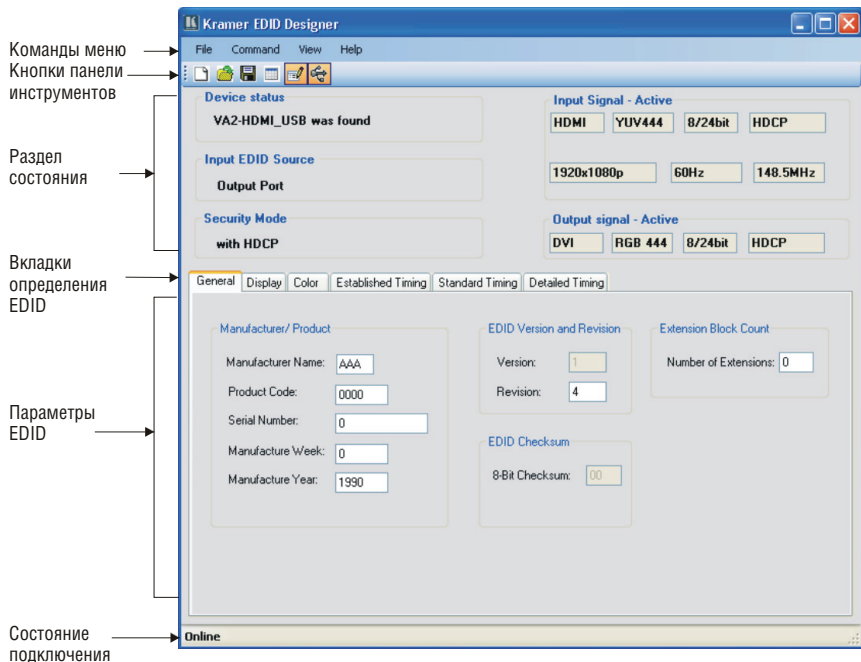 Kramer EDID Designer
Команды меню
File Command View Help
Кнопки панели
инструментов
Раздел
состояния
Device status
VA2-HDMI_USB was found
Input EDID Source
Output Port
Security Mode
with HDCP
Input Signal - Active
HDMI YUV444 8/24bit HDCP
1920x1080p 60Hz 148.5MHz
Output signal - Active
DVI RGB 444 8/24bit HDCP
Вкладки
определения
EDID
General Display Color Established Timing Standard Timing Detailed Timing
Параметры
EDID
Manufacturer/ Product
Manufacturer Name: AAA
Product Code: 0000
Serial Number: 0
Manufacture Week: 0
Manufacture Year: 1990
EDID Version and Revision
Version: 1
Revision: 4
EDID Checksum
8-Bit Checksum: 00
Extension Block Count
Number of Extensions: 0
Состояние
подключения
Online